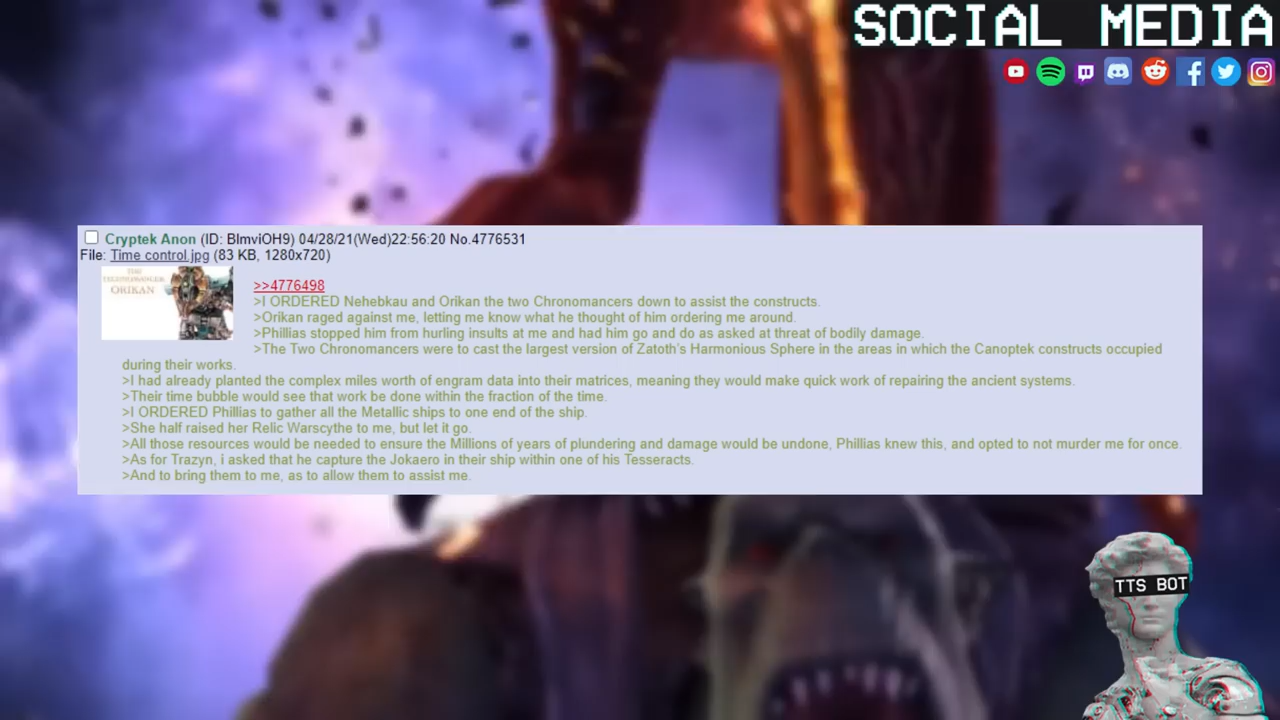 SOCIAL MEDIA
Cryptek Anon (ID: BImviOH9) 04/28/21(Wed)22:56:20 No.4776531
File: Time control.jpg (83 KB, 1280x720)
THE
TELECHROMANCER
ORIKAN
>>4776498
>I ORDERED Nehebkau and Orikan the two Chronomancers down to assist the constructs.
>Orikan raged against me, letting me know what he thought of him ordering me around.
>Phillias stopped him from hurling insults at me and had him go and do as asked at threat of bodily damage.
>The Two Chronomancers were to cast the largest version of Zatoth's Harmonious Sphere in the areas in which the Canoptek constructs occupied
during their works.
>I had already planted the complex miles worth of engram data into their matrices, meaning they would make quick work of repairing the ancient systems.
>Their time bubble would see that work be done within the fraction of the time.
>I ORDERED Phillias to gather all the Metallic ships to one end of the ship.
>She half raised her Relic Warscythe to me, but let it go.
>All those resources would be needed to ensure the Millions of years of plundering and damage would be undone, Phillias knew this, and opted to not murder me for once.
>As for Trazyn, i asked that he capture the Jokaero in their ship within one of his Tesseracts.
>And to bring them to me, as to allow them to assist me.
TTS BOT